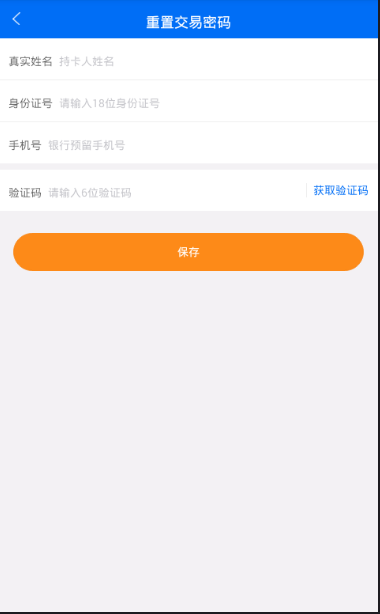 重置交易密码
真实姓名 持卡人姓名
身份证号 请输入18位身份证号
手机号 银行预留手机号
验证码 请输入6位验证码 获取验证码
保存